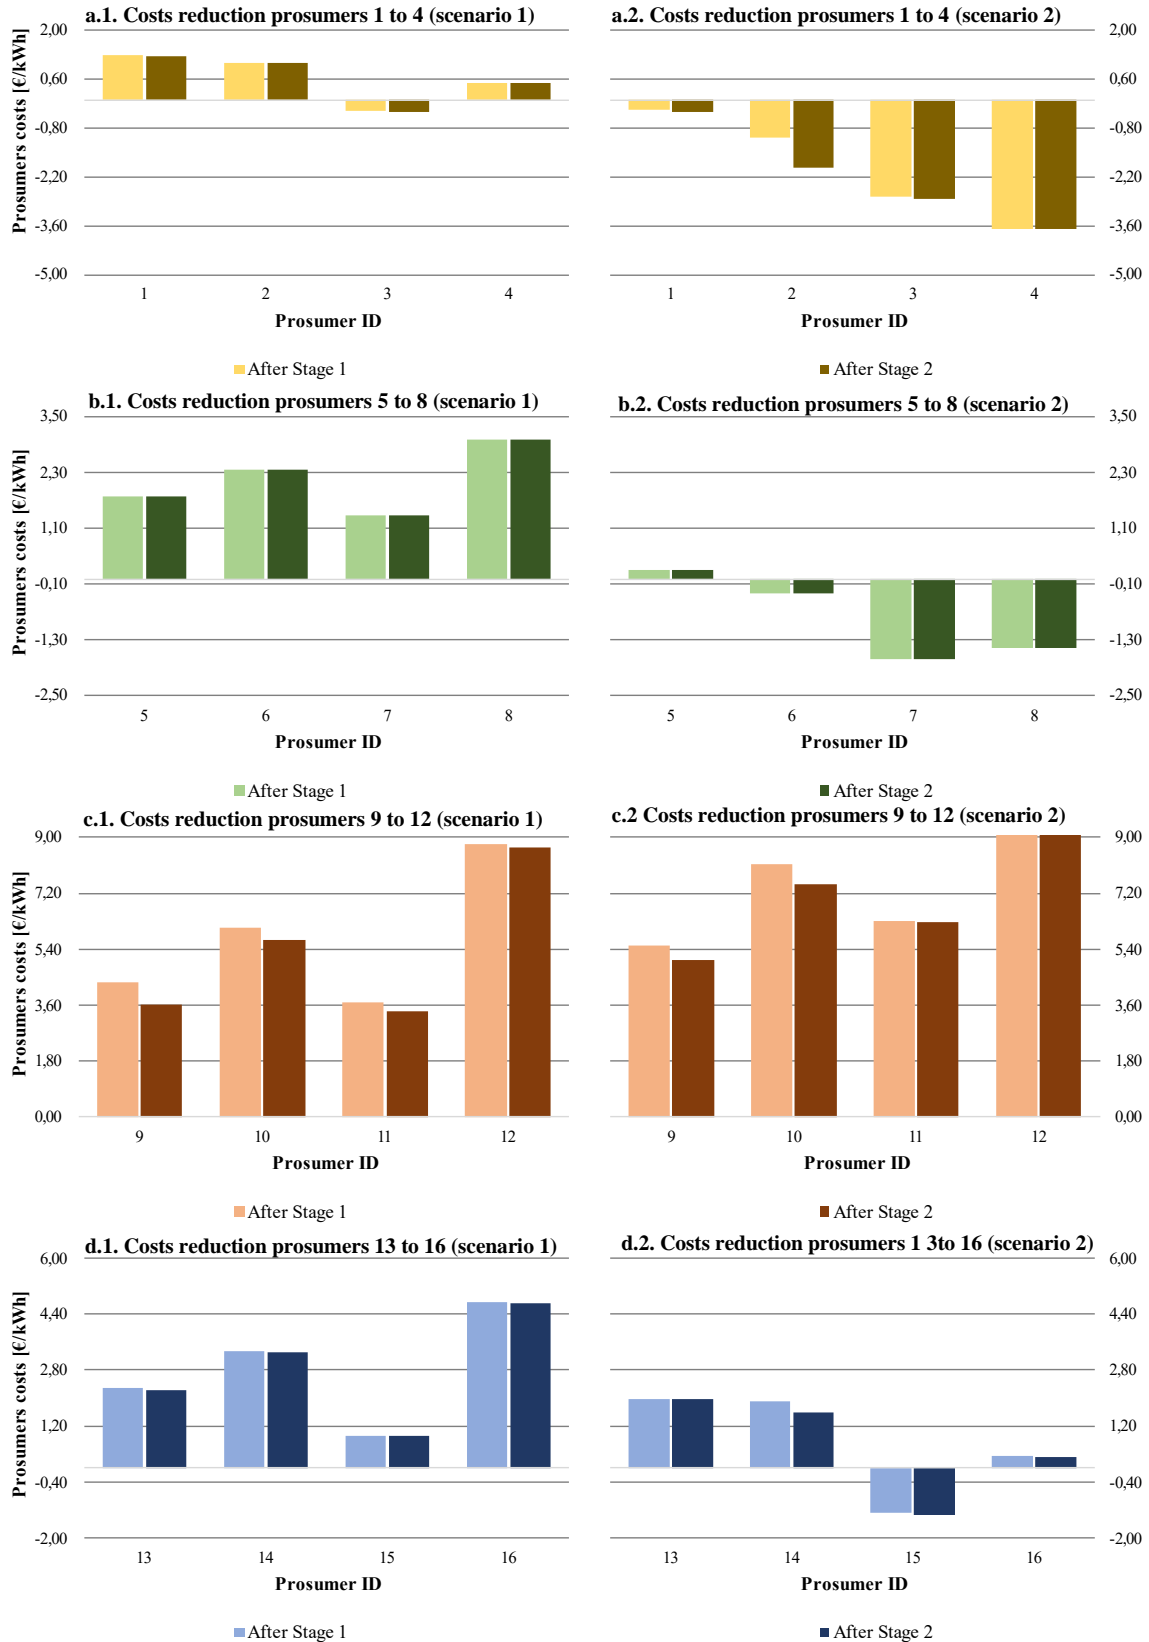 a.1. Costs reduction prosumers 1 to 4 (scenario 1)
a.2. Costs reduction prosumers 1 to 4 (scenario 2)
Prosumers costs [€/kWh]
2,00
0,60
-0,80
-2,20
-3,60
-5,00
1 2 3 4
Prosumer ID
2,00
0,60
-0,80
-2,20
-3,60
-5,00
1 2 3 4
Prosumer ID
After Stage 1
After Stage 2
b.1. Costs reduction prosumers 5 to 8 (scenario 1)
b.2. Costs reduction prosumers 5 to 8 (scenario 2)
Prosumers costs [€/kWh]
3,50
2,30
1,10
-0,10
-1,30
-2,50
5 6 7 8
Prosumer ID
3,50
2,30
1,10
-0,10
-1,30
-2,50
5 6 7 8
Prosumer ID
After Stage 1
After Stage 2
c.1. Costs reduction prosumers 9 to 12 (scenario 1)
c.2 Costs reduction prosumers 9 to 12 (scenario 2)
Prosumers costs [€/kWh]
9,00
7,20
5,40
3,60
1,80
0,00
9 10 11 12
Prosumer ID
9,00
7,20
5,40
3,60
1,80
0,00
9 10 11 12
Prosumer ID
After Stage 1
After Stage 2
d.1. Costs reduction prosumers 13 to 16 (scenario 1)
d.2. Costs reduction prosumers 1 3to 16 (scenario 2)
Prosumers costs [€/kWh]
6,00
4,40
2,80
1,20
-0,40
-2,00
13 14 15 16
Prosumer ID
6,00
4,40
2,80
1,20
-0,40
-2,00
13 14 15 16
Prosumer ID
After Stage 1
After Stage 2